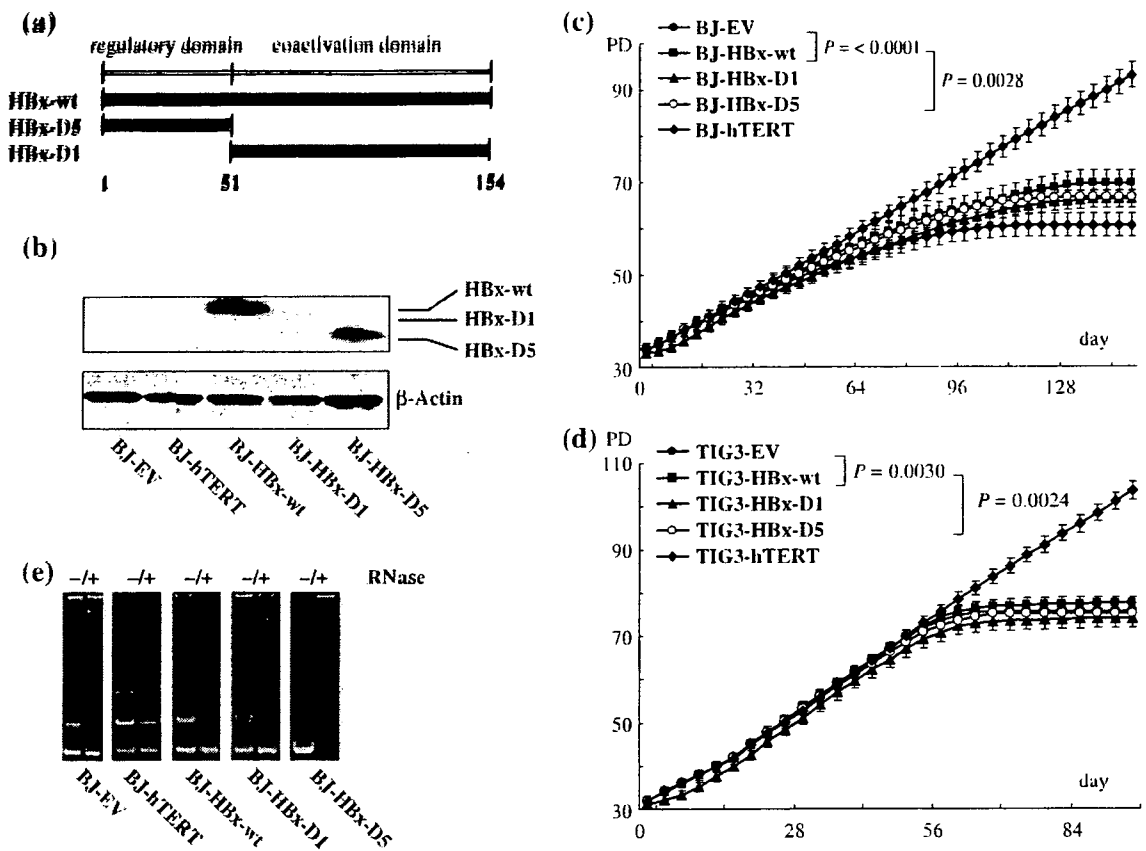 (a)
regulatory domain coactivation domain
HBx-wt
HBx-D5
HBx-D1
1 51 154
(b)
HBx-wt
HBx-D1
HBx-D5
β-Actin
BJ-EV
BJ-hTERT
BJ-HBx-wt
BJ-HBx-D1
BJ-HBx-D5
(e)
-/+ -/+ -/+ -/+ -/+ RNase
BJ-EV
BJ-hTERT
BJ-HBx-wt
BJ-HBx-D1
BJ-HBx-D5
(c)
PD
BJ-EV
BJ-HBx-wt
BJ-HBx-D1
BJ-HBx-D5
BJ-hTERT
P = < 0.0001
P = 0.0028
90
70
50
30
day
0 32 64 96 128
(d)
PD
TIG3-EV
TIG3-HBx-wt
TIG3-HBx-D1
TIG3-HBx-D5
TIG3-hTERT
P = 0.0030
P = 0.0024
110
90
70
50
30
day
0 28 56 84